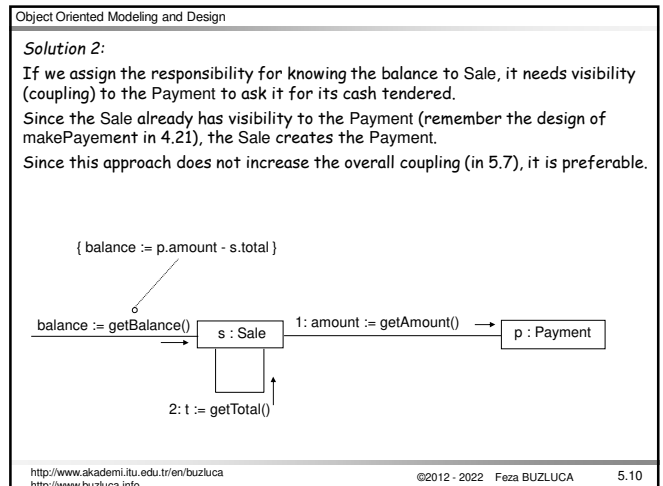 Object Oriented Modeling and Design
Solution 2:
If we assign the responsibility for knowing the balance to Sale, it needs visibility
(coupling) to the Payment to ask it for its cash tendered.
Since the Sale already has visibility to the Payment (remember the design of
makePayement in 4.21), the Sale creates the Payment.
Since this approach does not increase the overall coupling (in 5.7), it is preferable.
{ balance := p.amount - s.total }
balance := getBalance()
s : Sale
1: amount := getAmount()
p : Payment
2: t := getTotal()
http://www.akademi.itu.edu.tr/en/buzluca
http://www.buzluca.info
©2012 - 2022 Feza BUZLUCA
5.10